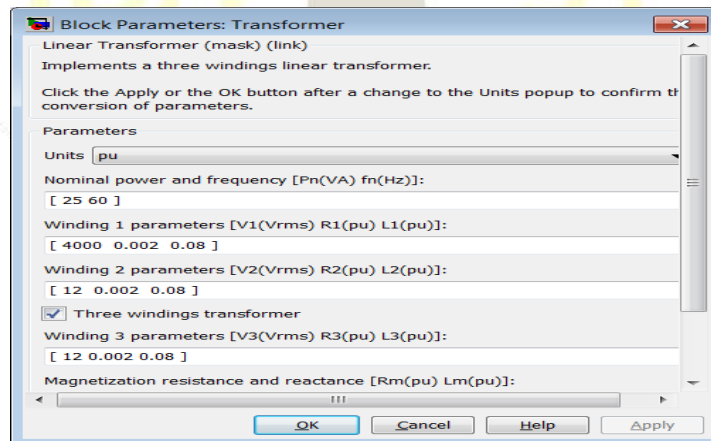 Block Parameters: Transformer
Linear Transformer (mask) (link)
Implements a three windings linear transformer.
Click the Apply or the OK button after a change to the Units popup to confirm th
conversion of parameters.
Parameters
Units pu
Nominal power and frequency [Pn(VA) fn(Hz)]:
[ 25 60 ]
Winding 1 parameters [V1(Vrms) R1(pu) L1(pu)]:
[ 4000 0.002 0.08 ]
Winding 2 parameters [V2(Vrms) R2(pu) L2(pu)]:
[ 12 0.002 0.08 ]
Three windings transformer
Winding 3 parameters [V3(Vrms) R3(pu) L3(pu)]:
[ 12 0.002 0.08 ]
Magnetization resistance and reactance [Rm(pu) Lm(pu)]:
OK Cancel Help Apply